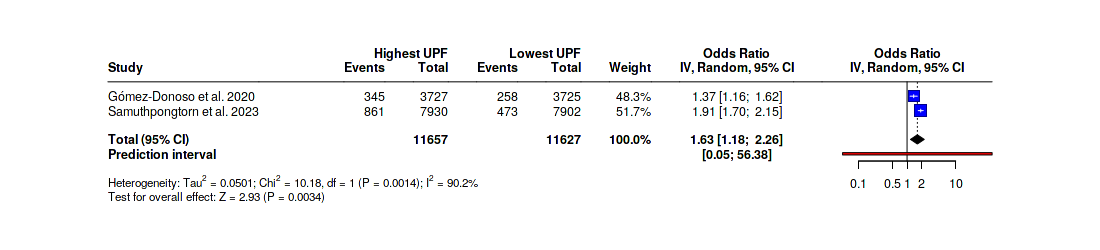 Highest UPF Lowest UPF Odds Ratio Odds Ratio
Study Events Total Events Total Weight IV, Random, 95% CI IV, Random, 95% CI
Gómez-Donoso et al. 2020 345 3727 258 3725 48.3% 1.37 [1.16; 1.62]
Samuthpongtorn et al. 2023 861 7930 473 7902 51.7% 1.91 [1.70; 2.15]
Total (95% CI) 11657 11627 100.0% 1.63 [1.18; 2.26]
Prediction interval [0.05; 56.38]
Heterogeneity: Tau² = 0.0501; Chi² = 10.18, df = 1 (P = 0.0014); I² = 90.2%
Test for overall effect: Z = 2.93 (P = 0.0034)
0.1 0.5 1 2 10